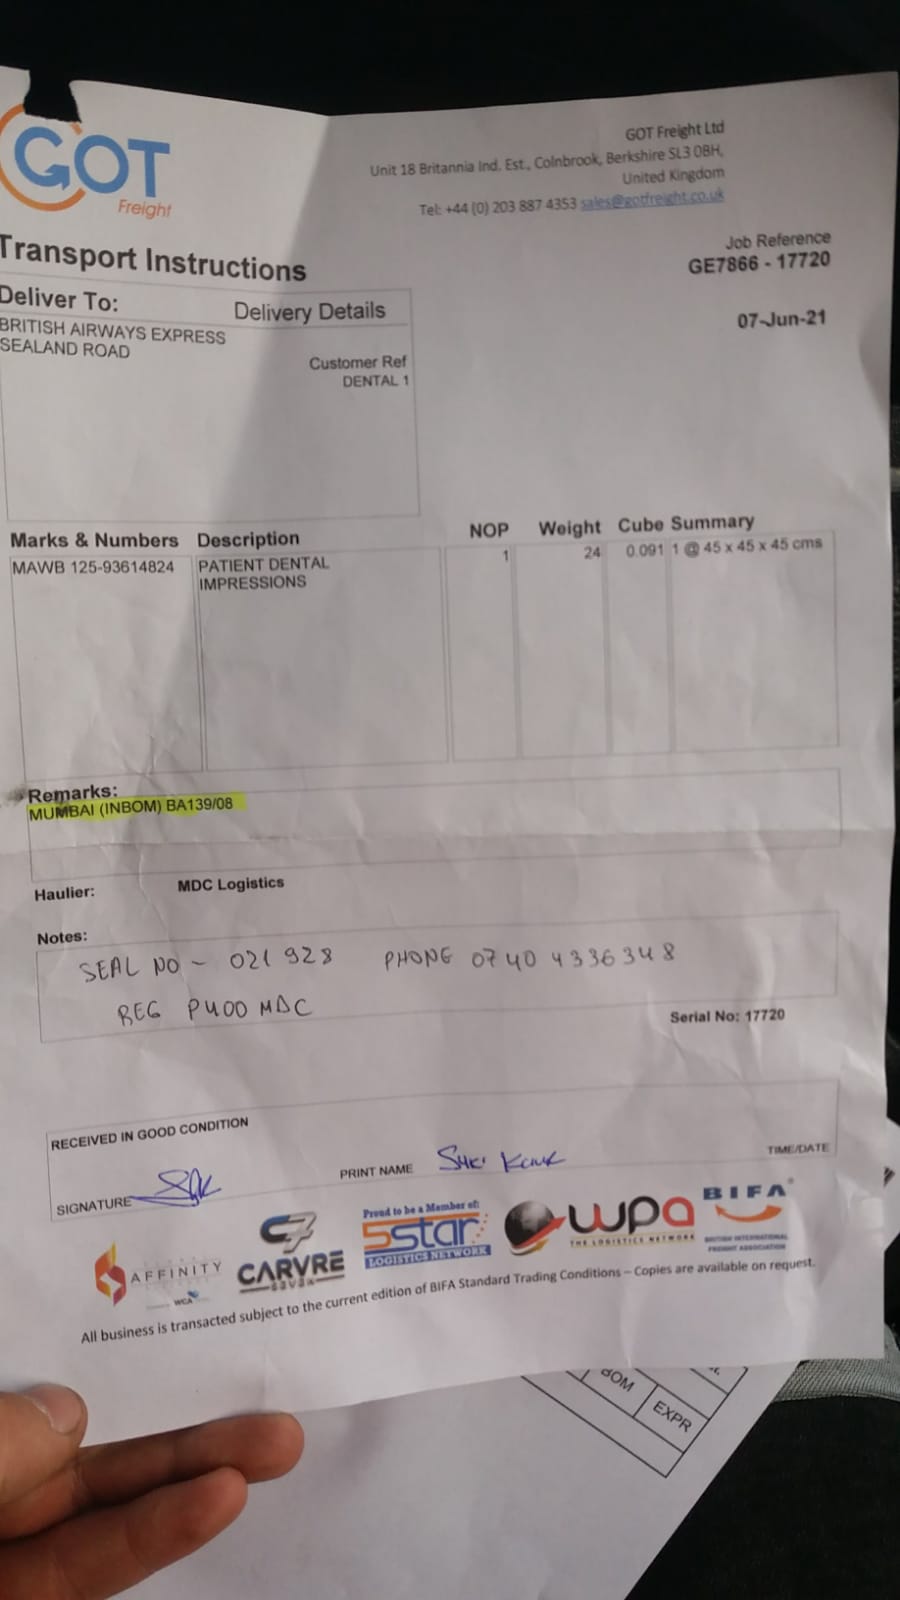 GOT
Freight
GOT Freight Ltd
Unit 18 Britannia Ind. Est., Colnbrook, Berkshire SL3 0BH,
United Kingdom
Tel: +44 (0) 203 887 4353 sales@gotfreight.co.uk
Transport Instructions
Job Reference
GE7866 - 17720
07-Jun-21
Deliver To:
Delivery Details
BRITISH AIRWAYS EXPRESS
SEALAND ROAD
Customer Ref
DENTAL 1
Marks & Numbers Description NOP Weight Cube Summary
MAWB 125-93614824 PATIENT DENTAL 1 24 0.091 1 @ 45 x 45 x 45 cms
IMPRESSIONS
Remarks:
MUMBAI (INBOM) BA139/08
Haulier: MDC Logistics
Notes:
SEAL NO - 021928 PHONE 0740 4336348
REG P400 MDC
Serial No: 17720
RECEIVED IN GOOD CONDITION
SIGNATURE PRINT NAME TIME/DATE
AFFINITY
WCA
CARVRE
Proud to be a Member of:
5star
LOGISTICS NETWORK
wpa
THE LOGISTICS NETWORK
BIFA
BRITISH INTERNATIONAL
FREIGHT ASSOCIATION
All business is transacted subject to the current edition of BIFA Standard Trading Conditions – Copies are available on request.
BOM
EXPR